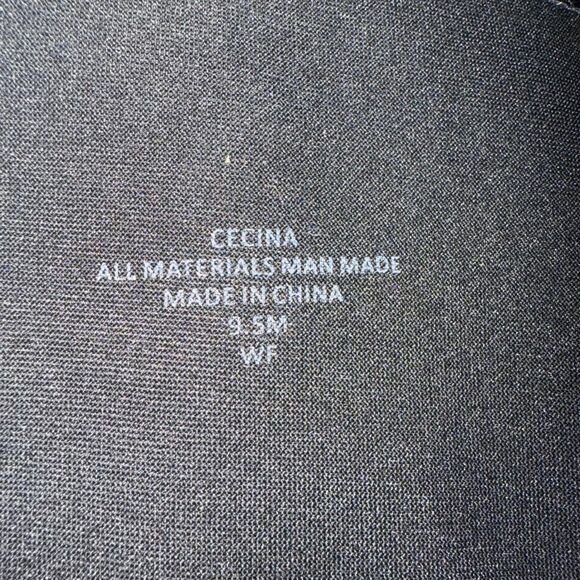 CECINA
ALL MATERIALS MAN MADE
MADE IN CHINA
9.5M
WF